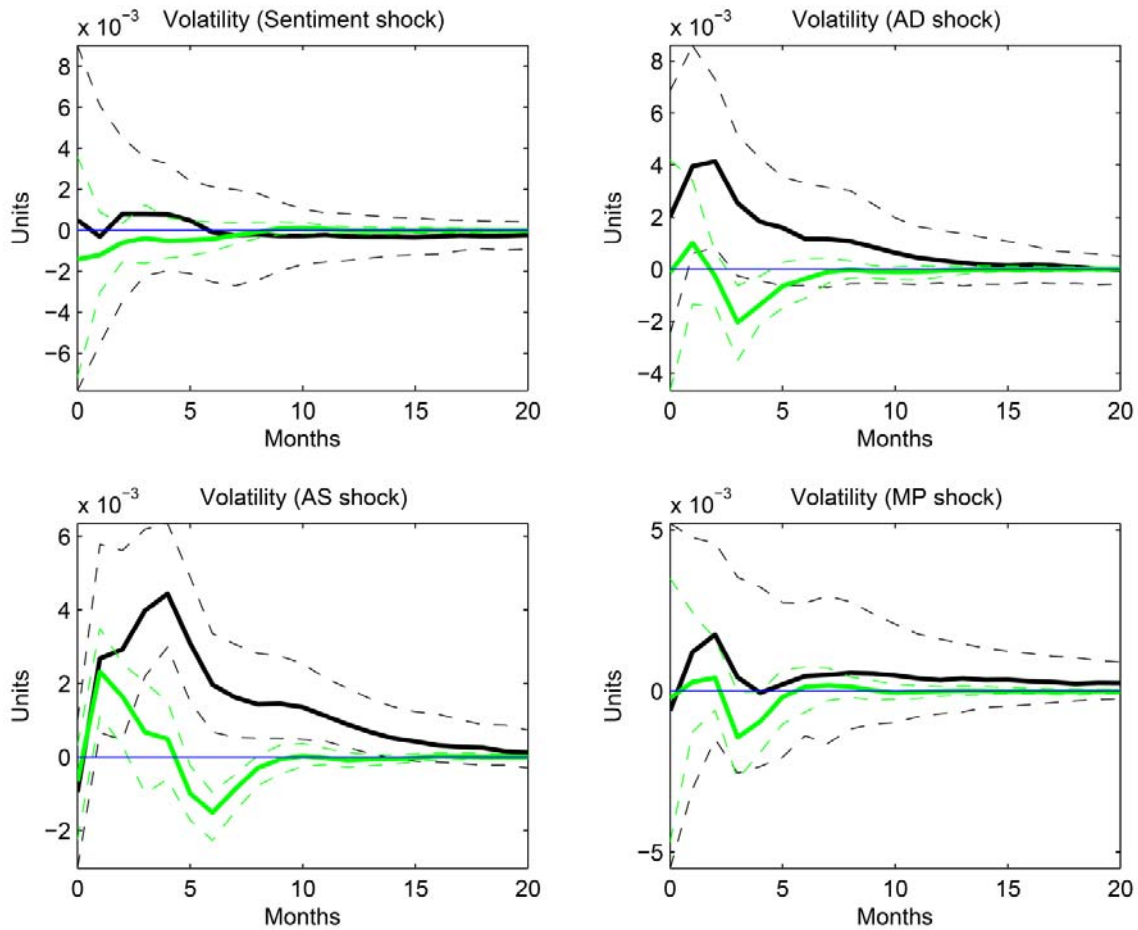 x 10⁻³
Volatility (Sentiment shock)
8
6
4
2
0
−2
−4
−6
Units
0 5 10 15 20
Months
x 10⁻³
Volatility (AD shock)
8
6
4
2
0
−2
−4
Units
0 5 10 15 20
Months
x 10⁻³
Volatility (AS shock)
6
4
2
0
−2
Units
0 5 10 15 20
Months
x 10⁻³
Volatility (MP shock)
5
0
−5
Units
0 5 10 15 20
Months